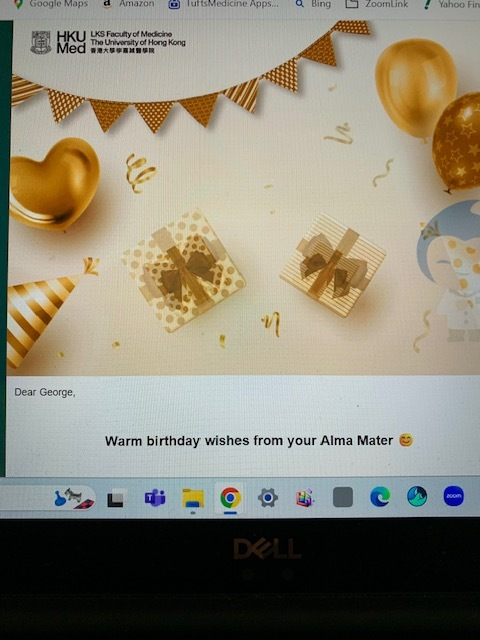 Google Maps Amazon TuftsMedicine Apps... Bing ZoomLink Yahoo Fin
HKU
Med
LKS Faculty of Medicine
The University of Hong Kong
香港大學李嘉誠醫學院
Dear George,
Warm birthday wishes from your Alma Mater 😊
zoom
DELL